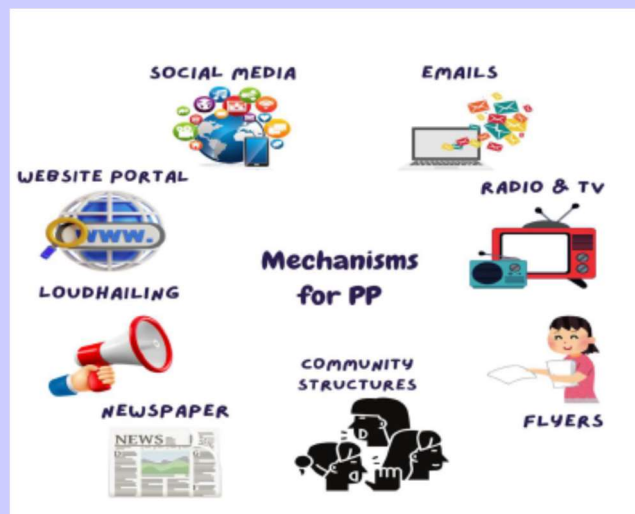 SOCIAL MEDIA
EMAILS
WEBSITE PORTAL
www.
RADIO & TV
Mechanisms
for PP
LOUDHAILING
COMMUNITY
STRUCTURES
FLYERS
NEWSPAPER
NEWS